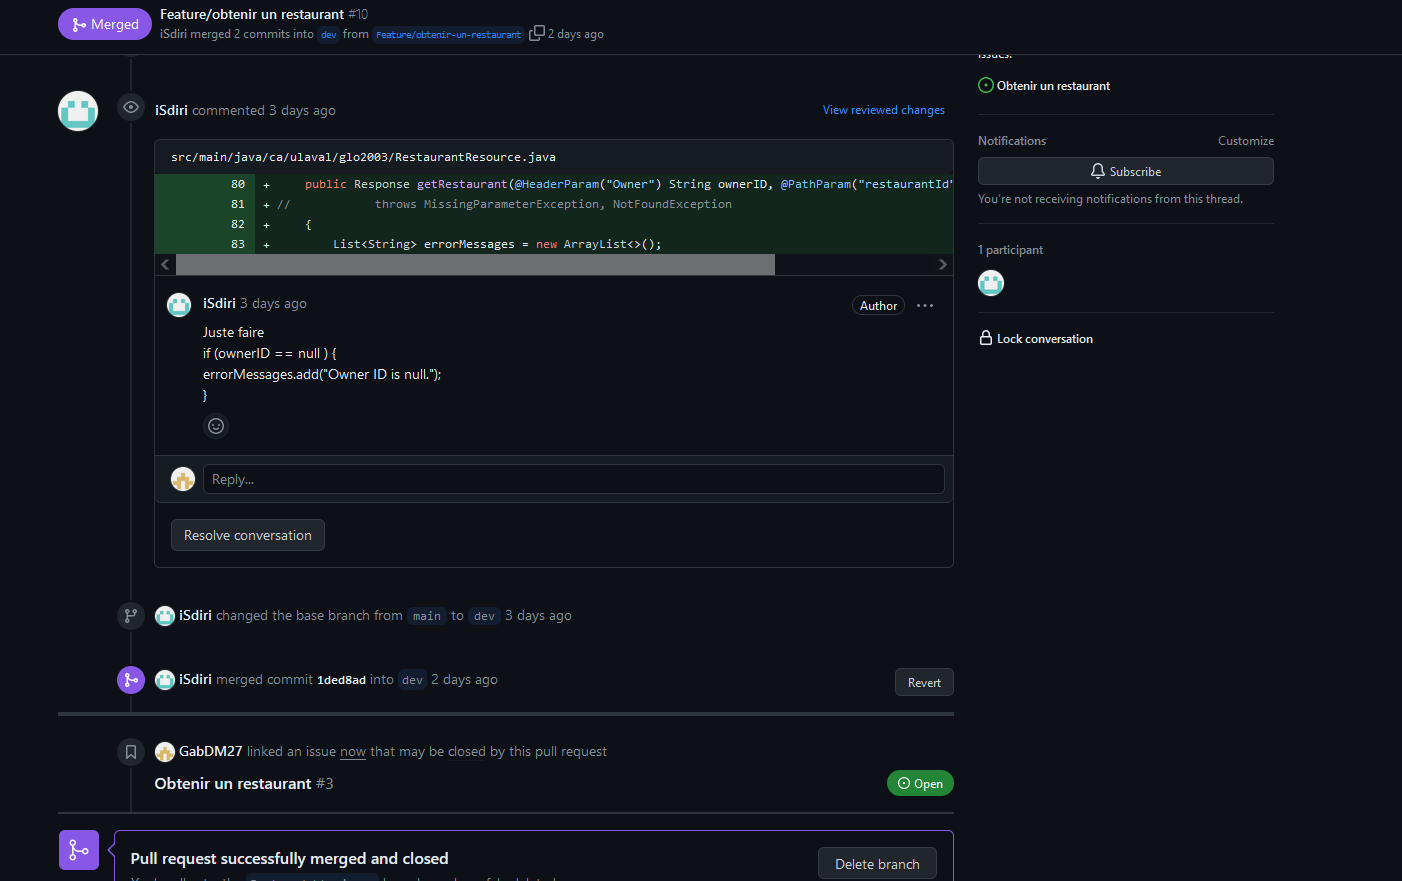 Merged
Feature/obtenir un restaurant #10
iSdiri merged 2 commits into dev from Feature/obtenir-un-restaurant 2 days ago
issues.
Obtenir un restaurant
iSdiri commented 3 days ago
View reviewed changes
Notifications
Customize
Subscribe
You're not receiving notifications from this thread.
1 participant
Lock conversation
src/main/java/ca/ulaval/glo2003/RestaurantResource.java
80 + public Response getRestaurant(@HeaderParam("Owner") String ownerID, @PathParam("restaurantId"
81 + // throws MissingParameterException, NotFoundException
82 + {
83 + List<String> errorMessages = new ArrayList<>();
iSdiri 3 days ago
Author
Juste faire
if (ownerID == null ) {
errorMessages.add("Owner ID is null.");
}
Reply...
Resolve conversation
iSdiri changed the base branch from main to dev 3 days ago
iSdiri merged commit 1ded8ad into dev 2 days ago
Revert
GabDM27 linked an issue now that may be closed by this pull request
Obtenir un restaurant #3
Open
Pull request successfully merged and closed
Delete branch